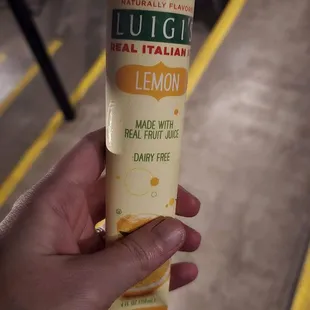 NATURALLY FLAVORED
LUIGI'S
REAL ITALIAN
LEMON
MADE WITH
REAL FRUIT JUICE
DAIRY FREE